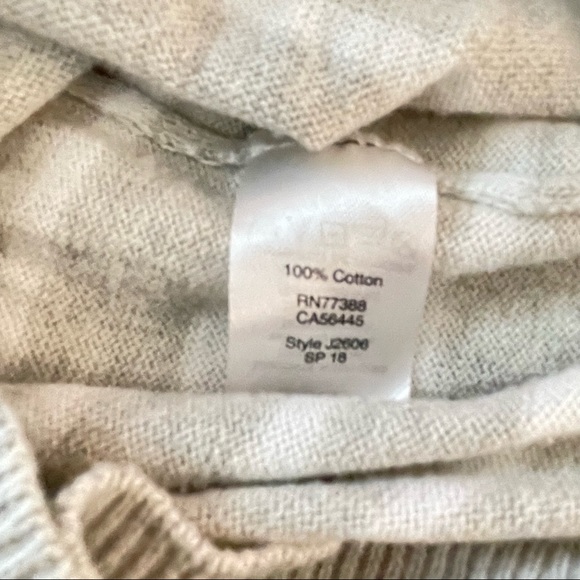 100% Cotton
RN77388
CA56445
Style J2606
SP 18